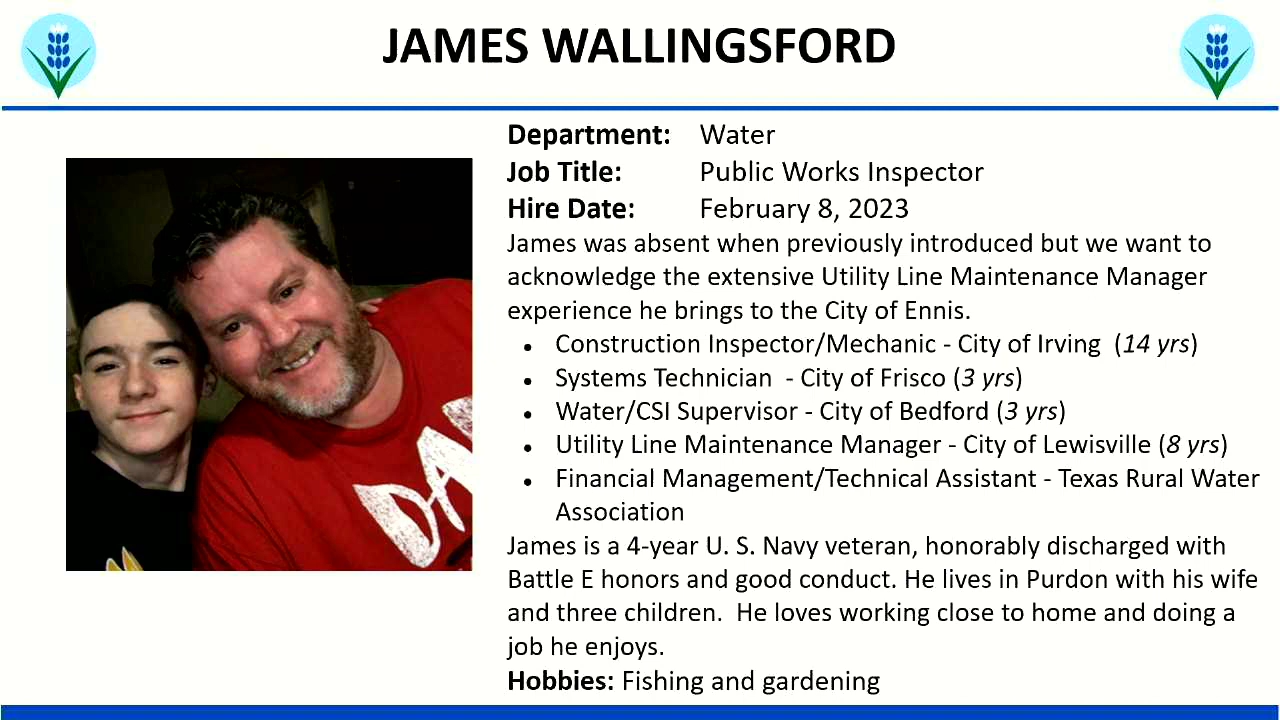 JAMES WALLINGSFORD
Department: Water
Job Title: Public Works Inspector
Hire Date: February 8, 2023
James was absent when previously introduced but we want to
acknowledge the extensive Utility Line Maintenance Manager
experience he brings to the City of Ennis.
• Construction Inspector/Mechanic - City of Irving (14 yrs)
• Systems Technician - City of Frisco (3 yrs)
• Water/CSI Supervisor - City of Bedford (3 yrs)
• Utility Line Maintenance Manager - City of Lewisville (8 yrs)
• Financial Management/Technical Assistant - Texas Rural Water
Association
James is a 4-year U. S. Navy veteran, honorably discharged with
Battle E honors and good conduct. He lives in Purdon with his wife
and three children. He loves working close to home and doing a
job he enjoys.
Hobbies: Fishing and gardening